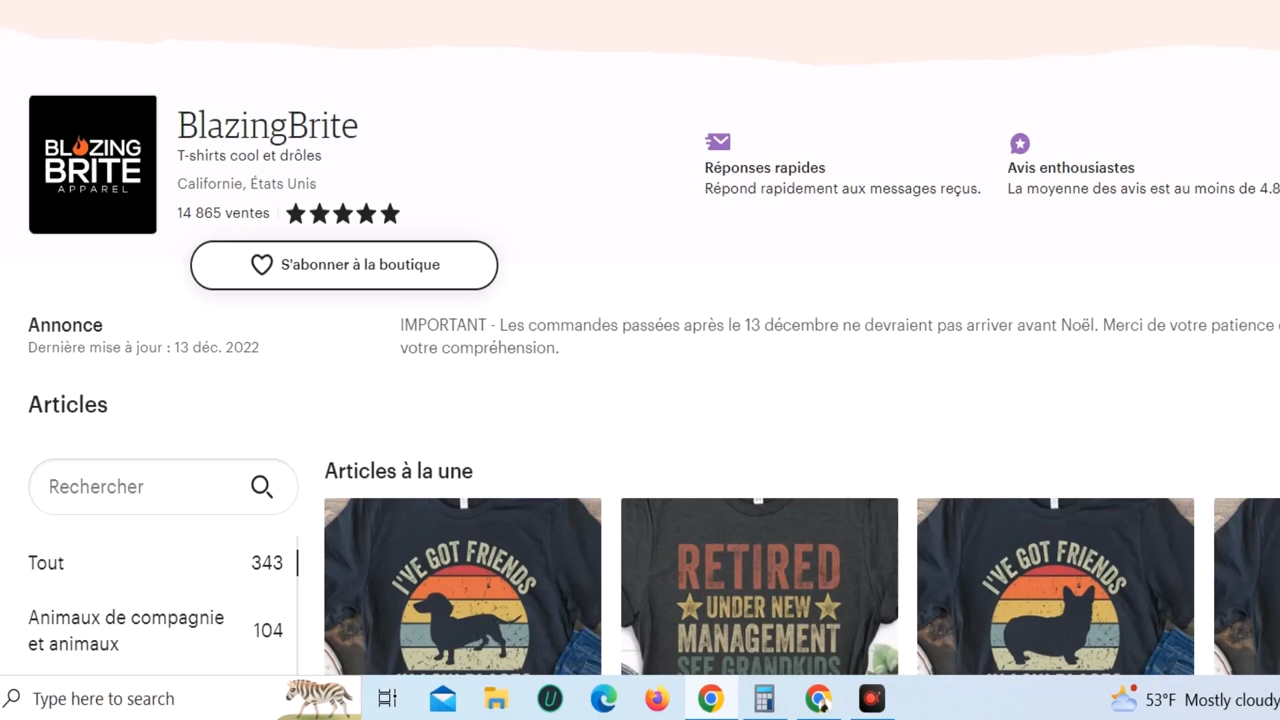 BLAZING
BRITE
APPAREL
BlazingBrite
T-shirts cool et drôles
Californie, États Unis
14 865 ventes
S'abonner à la boutique
Réponses rapides
Répond rapidement aux messages reçus.
Avis enthousiastes
La moyenne des avis est au moins de 4.8
Annonce
Dernière mise à jour : 13 déc. 2022
IMPORTANT - Les commandes passées après le 13 décembre ne devraient pas arriver avant Noël. Merci de votre patience
votre compréhension.
Articles
Rechercher
Tout 343
Animaux de compagnie
et animaux 104
Articles à la une
I'VE GOT FRIENDS
RETIRED
UNDER NEW
MANAGEMENT
SEE GRANDKIDS
I'VE GOT FRIENDS
Type here to search
53°F Mostly cloudy